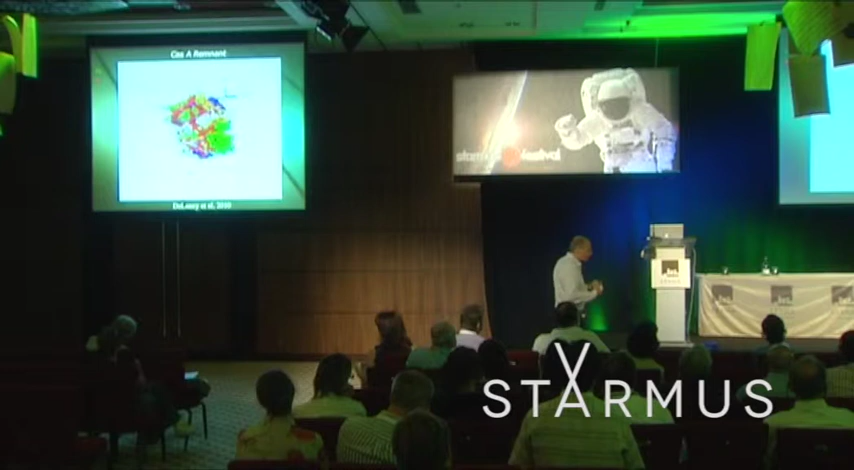 Cas A Remnant
DeLaney et al. 2010
starmus festival
STARMUS